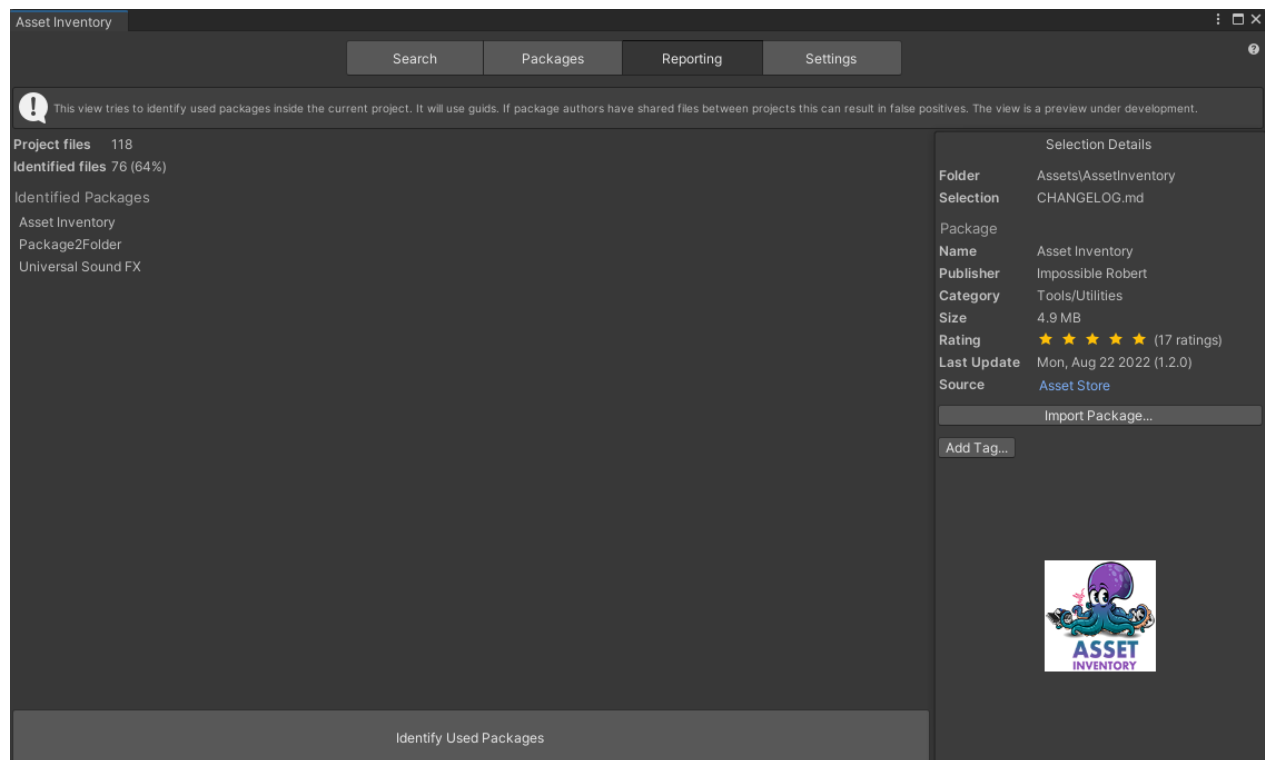 Asset Inventory
Search Packages Reporting Settings
This view tries to identify used packages inside the current project. It will use guids. If package authors have shared files between projects this can result in false positives. The view is a preview under development.
Project files 118
Identified files 76 (64%)
Identified Packages
Asset Inventory
Package2Folder
Universal Sound FX
Identify Used Packages
Selection Details
Folder Assets\AssetInventory
Selection CHANGELOG.md
Package
Name Asset Inventory
Publisher Impossible Robert
Category Tools/Utilities
Size 4.9 MB
Rating (17 ratings)
Last Update Mon, Aug 22 2022 (1.2.0)
Source Asset Store
Import Package...
Add Tag...
ASSET
INVENTORY